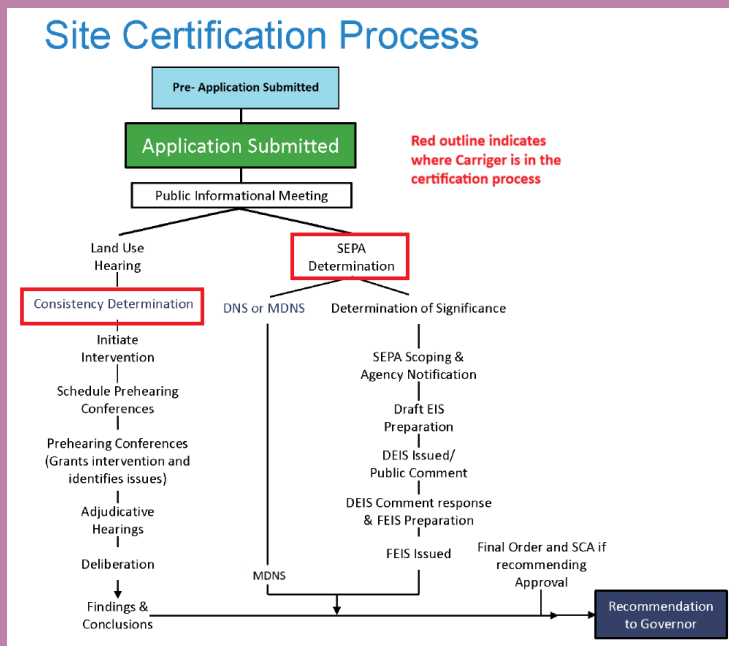 Site Certification Process
Pre- Application Submitted
Application Submitted
Red outline indicates
where Carriger is in the
certification process
Public Informational Meeting
Land Use
Hearing
SEPA
Determination
Consistency Determination
DNS or MDNS
Determination of Significance
Initiate
Intervention
SEPA Scoping &
Agency Notification
Schedule Prehearing
Conferences
Draft EIS
Preparation
Prehearing Conferences
(Grants intervention and
identifies issues)
DEIS Issued/
Public Comment
Adjudicative
Hearings
DEIS Comment response
& FEIS Preparation
Deliberation
FEIS Issued
Final Order and SCA if
recommending
Approval
MDNS
Findings &
Conclusions
Recommendation
to Governor